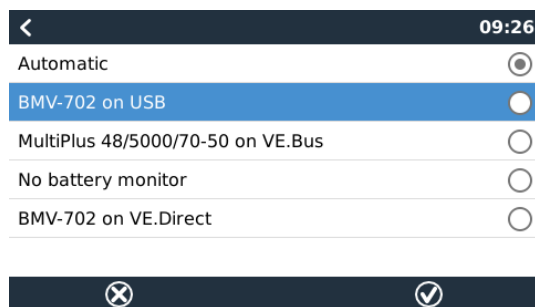 09:26
Automatic
BMV-702 on USB
MultiPlus 48/5000/70-50 on VE.Bus
No battery monitor
BMV-702 on VE.Direct